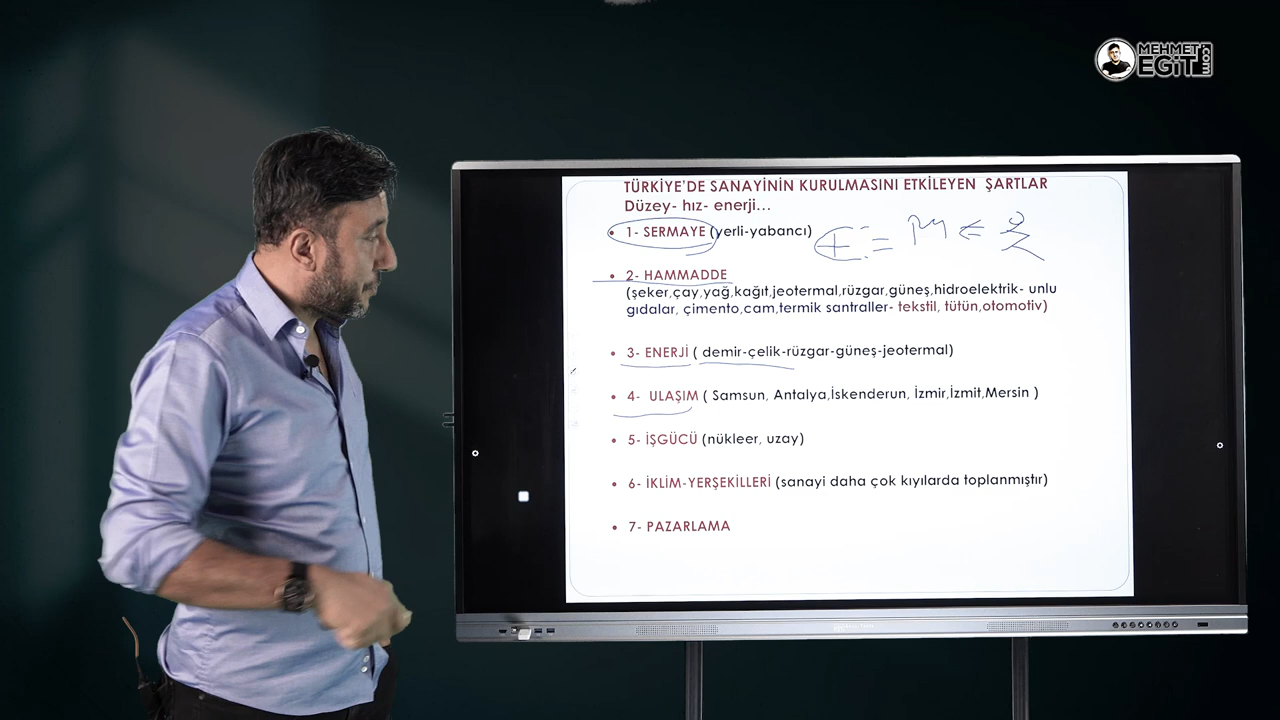 MEHMET
EGİT
.com
TÜRKİYE'DE SANAYİNİN KURULMASINI ETKİLEYEN ŞARTLAR
Düzey- hız- enerji...
• 1- SERMAYE (yerli-yabancı)
• 2- HAMMADDE
(şeker,çay,yağ,kağıt,jeotermal,rüzgar,güneş,hidroelektrik- unlu
gıdalar, çimento,cam,termik santraller- tekstil, tütün,otomotiv)
• 3- ENERJİ ( demir-çelik-rüzgar-güneş-jeotermal)
• 4- ULAŞIM ( Samsun, Antalya,İskenderun, İzmir,İzmit,Mersin )
• 5- İŞGÜCÜ (nükleer, uzay)
• 6- İKLİM-YERŞEKİLLERİ (sanayi daha çok kıyılarda toplanmıştır)
• 7- PAZARLAMA